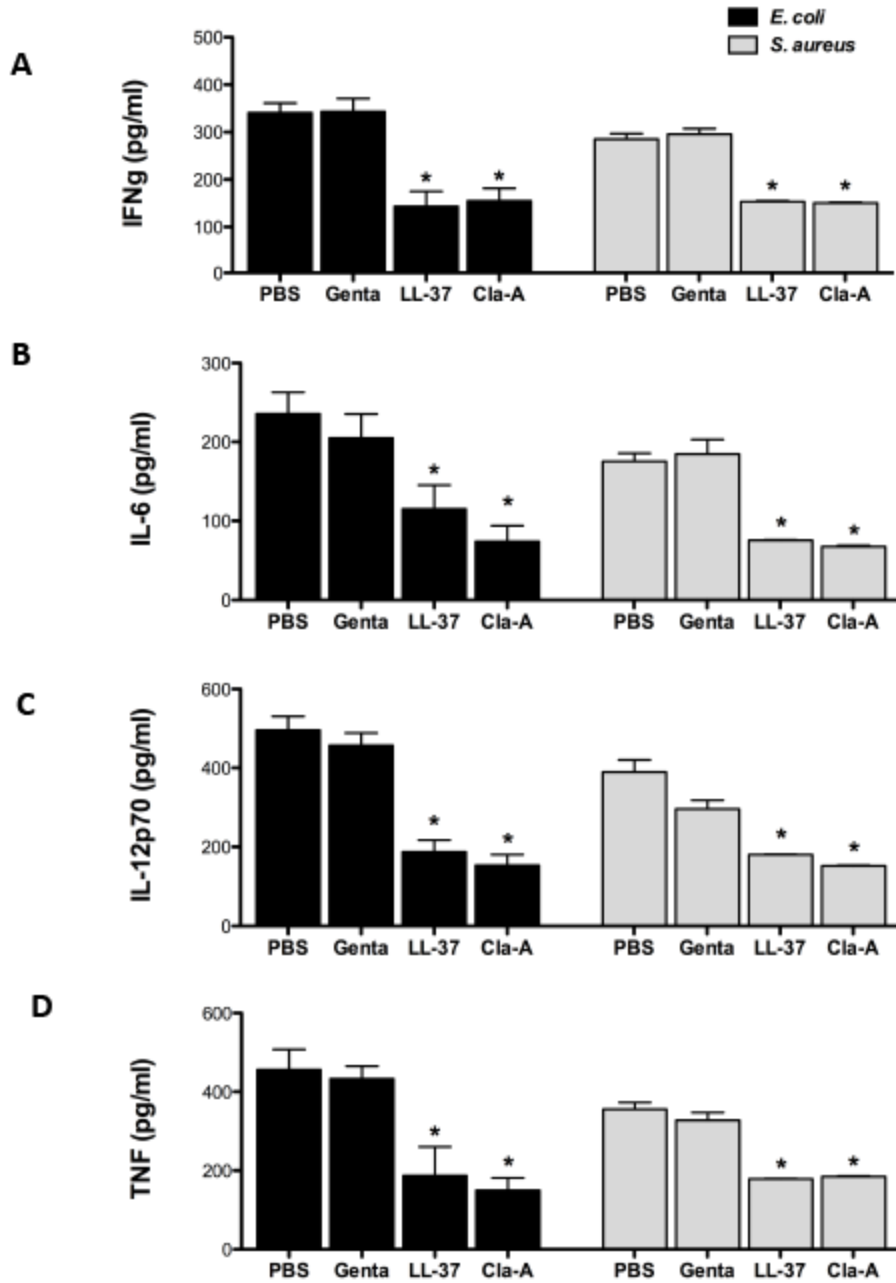 E. coli
S. aureus
A
500
400
300
200
100
0
IFNg (pg/ml)
* * * *
PBS Genta LL-37 Cla-A PBS Genta LL-37 Cla-A
B
300
200
100
0
IL-6 (pg/ml)
* * * *
PBS Genta LL-37 Cla-A PBS Genta LL-37 Cla-A
C
600
400
200
0
IL-12p70 (pg/ml)
* * * *
PBS Genta LL-37 Cla-A PBS Genta LL-37 Cla-A
D
600
400
200
0
TNF (pg/ml)
* * * *
PBS Genta LL-37 Cla-A PBS Genta LL-37 Cla-A